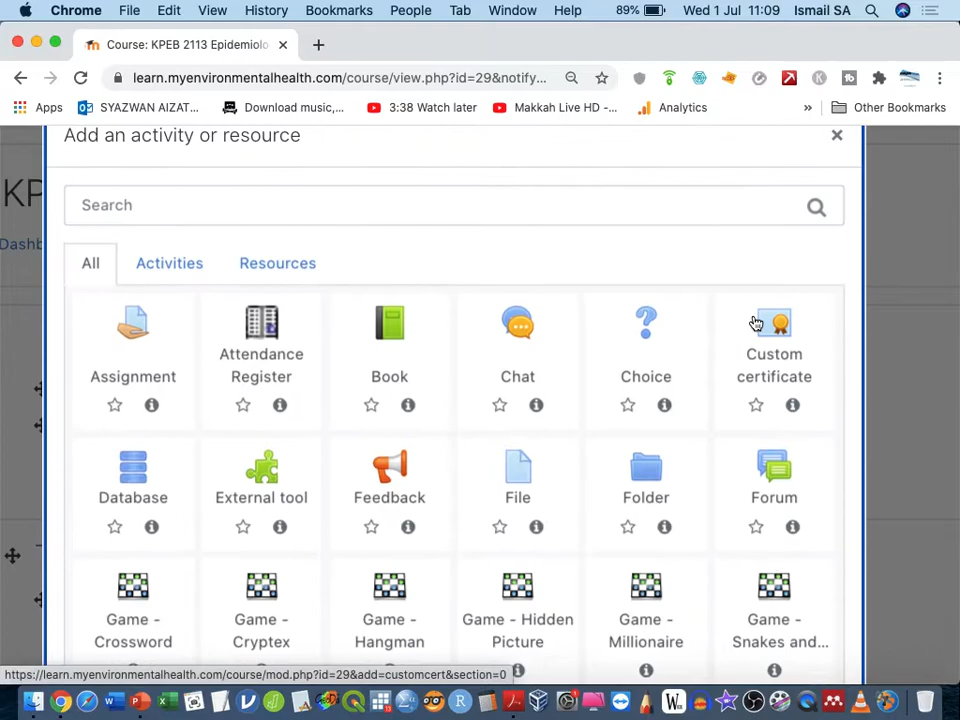 Chrome File Edit View History Bookmarks People Tab Window Help 89% Wed 1 Jul 11:09 Ismail SA
Course: KPEB 2113 Epidemiolo
learn.myenvironmentalhealth.com/course/view.php?id=29&notify...
Apps SYAZWAN AIZAT... Download music,... 3:38 Watch later Makkah Live HD -... Analytics » Other Bookmarks
Add an activity or resource
KP
Dashb
Search
All Activities Resources
Assignment
Attendance
Register
Book
Chat
Choice
Custom
certificate
Database
External tool
Feedback
File
Folder
Forum
Game -
Crossword
Game -
Cryptex
Game -
Hangman
Game - Hidden
Picture
Game -
Millionaire
Game -
Snakes and...
https://learn.myenvironmentalhealth.com/course/mod.php?id=29&add=customcert&section=0